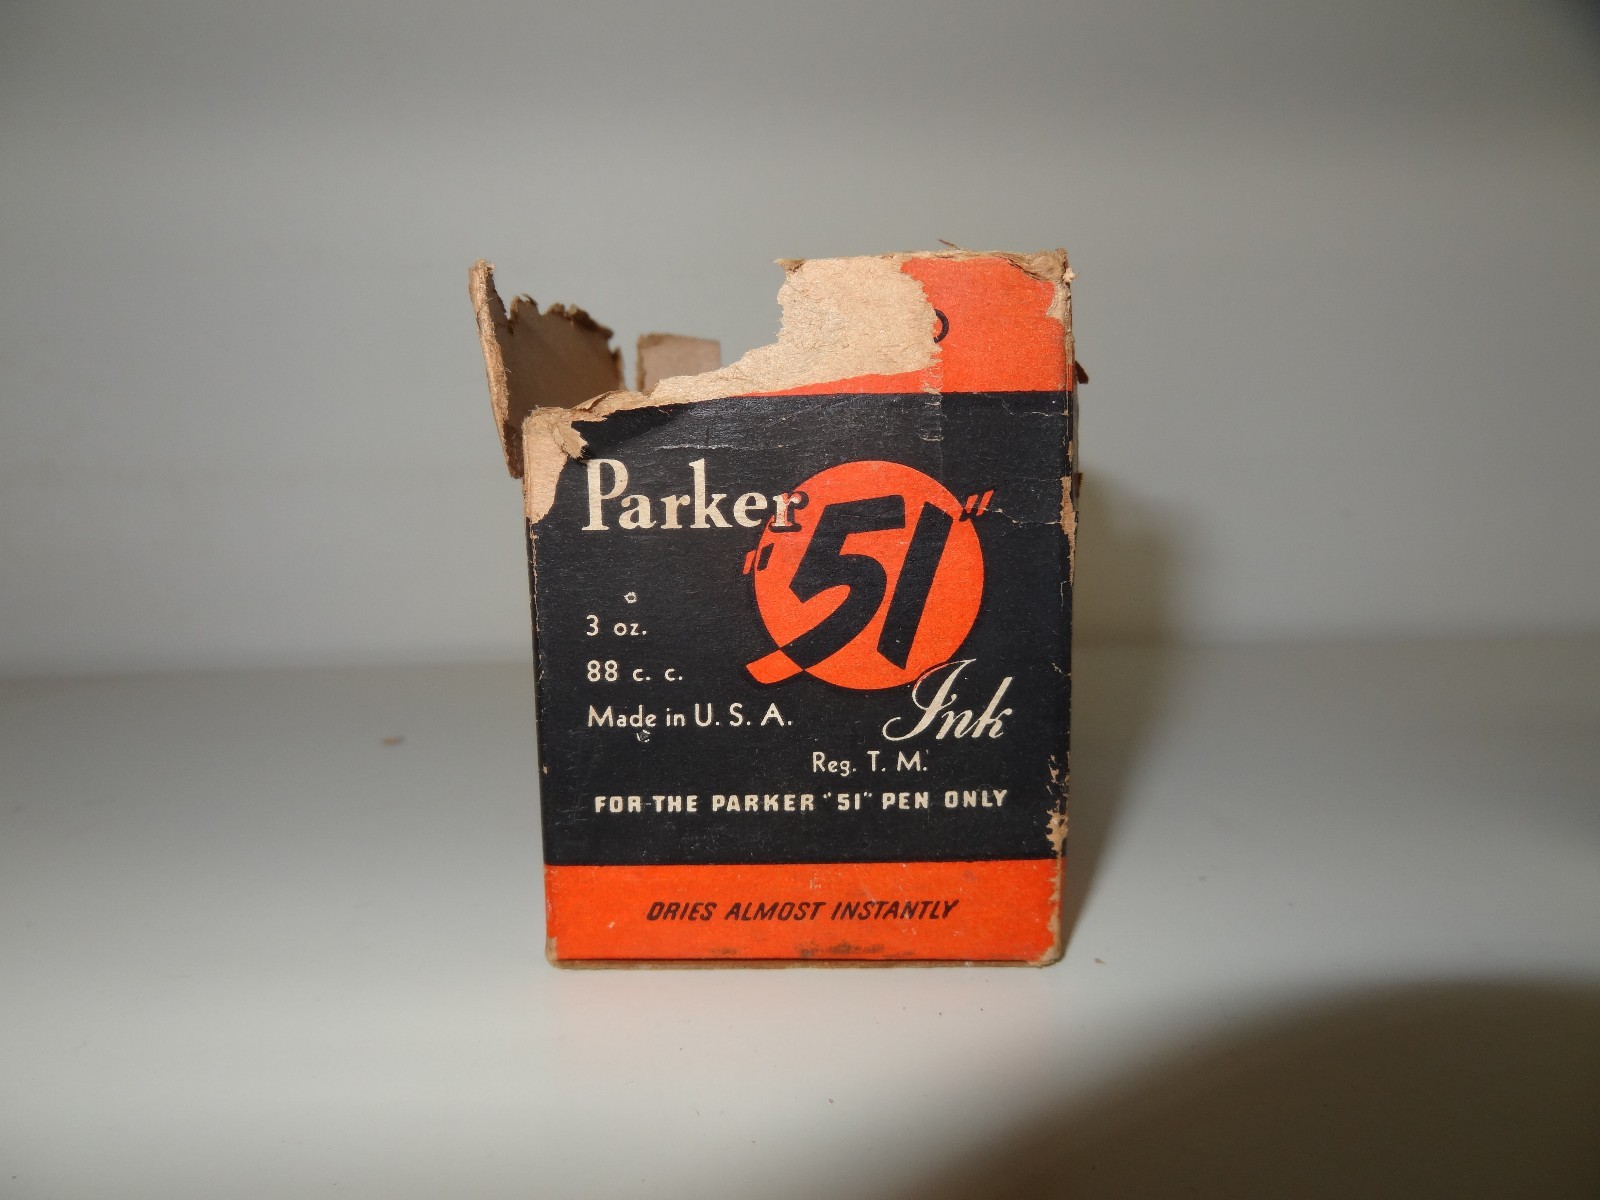 Parker "51"
3 oz.
88 c. c.
Made in U. S. A.
Ink
Reg. T. M.
FOR THE PARKER "51" PEN ONLY
DRIES ALMOST INSTANTLY